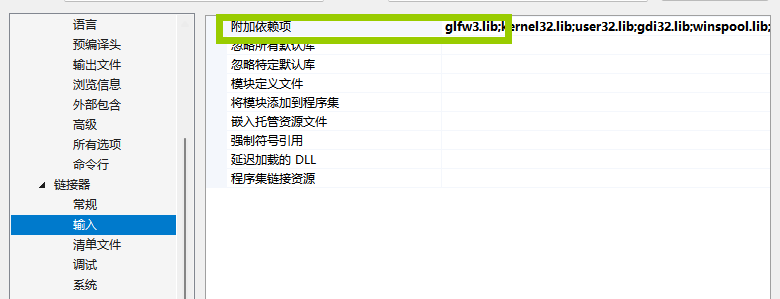 语言
预编译头
输出文件
浏览信息
外部包含
高级
所有选项
命令行
链接器
常规
输入
清单文件
调试
系统
附加依赖项 glfw3.lib;kernel32.lib;user32.lib;gdi32.lib;winspool.lib;
忽略所有默认库
忽略特定默认库
模块定义文件
将模块添加到程序集
嵌入托管资源文件
强制符号引用
延迟加载的 DLL
程序集链接资源